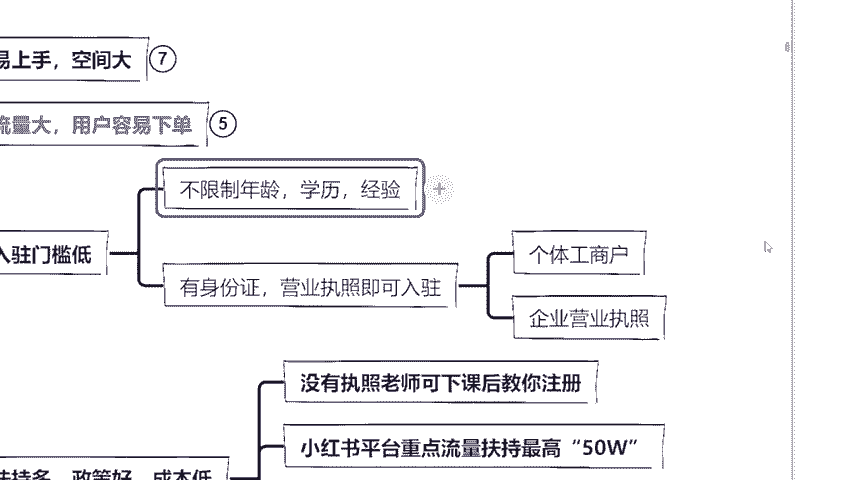 易上手，空间大
7
流量大，用户容易下单
5
不限制年龄，学历，经验
+
入驻门槛低
有身份证，营业执照即可入驻
个体工商户
企业营业执照
没有执照老师可下课后教你注册
小红书平台重点流量扶持最高“50W”
扶持多，政策好，成本低